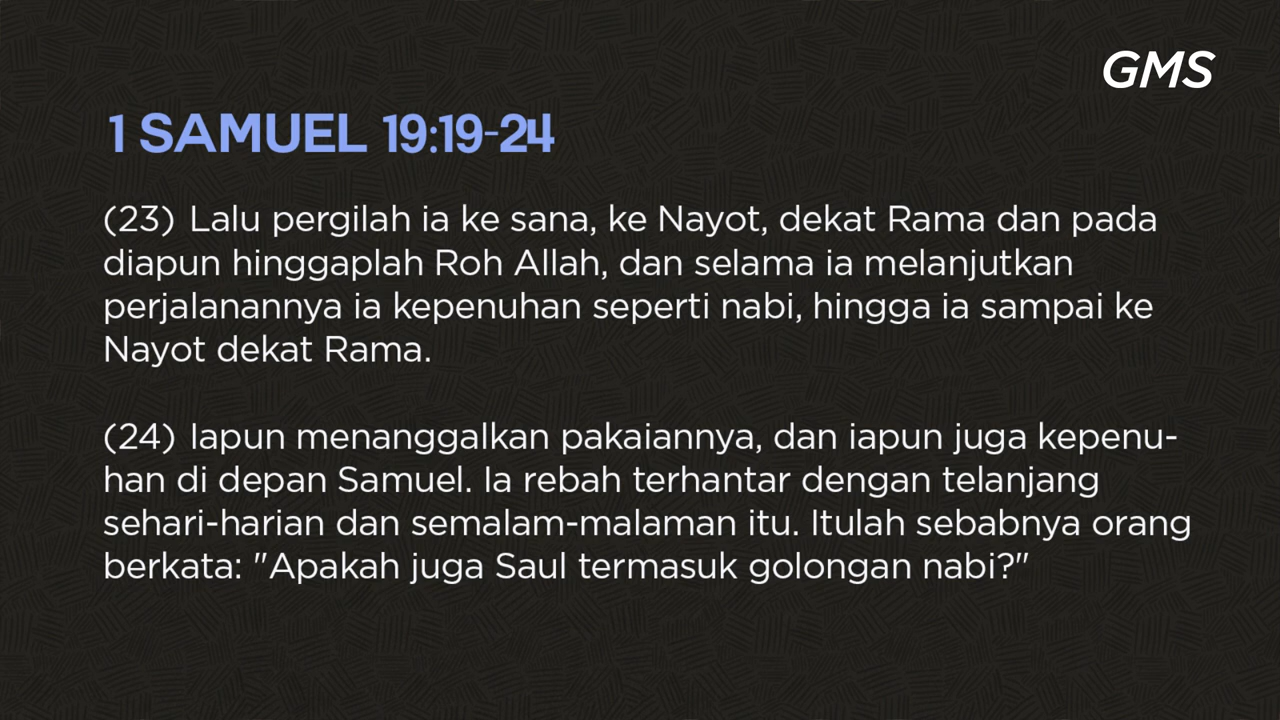 GMS
1 SAMUEL 19:19-24
(23) Lalu pergilah ia ke sana, ke Nayot, dekat Rama dan pada
diapun hinggaplah Roh Allah, dan selama ia melanjutkan
perjalanannya ia kepenuhan seperti nabi, hingga ia sampai ke
Nayot dekat Rama.
(24) Iapun menanggalkan pakaiannya, dan iapun juga kepenu-
han di depan Samuel. Ia rebah terhantar dengan telanjang
sehari-harian dan semalam-malaman itu. Itulah sebabnya orang
berkata: "Apakah juga Saul termasuk golongan nabi?"